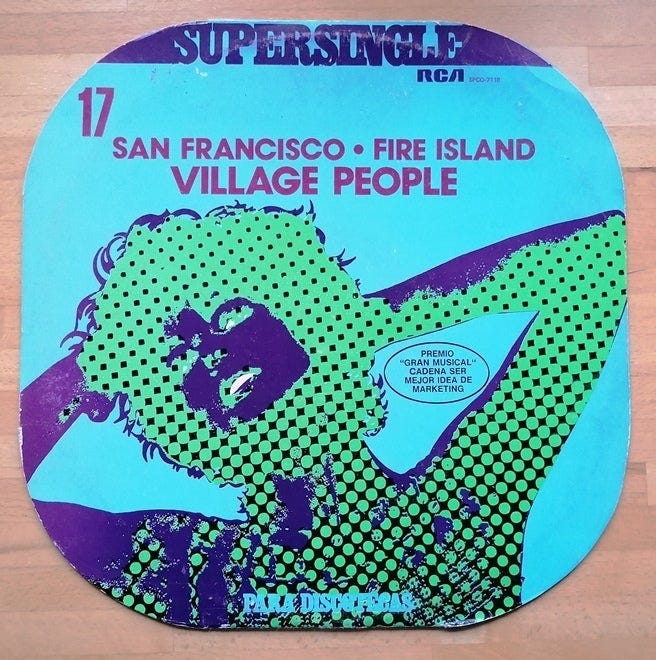 SUPERSINGLE
RCA SPCO-7118
17
SAN FRANCISCO • FIRE ISLAND
VILLAGE PEOPLE
PREMIO
"GRAN MUSICAL"
CADENA SER
MEJOR IDEA DE
MARKETING
PARA DISCOTECAS